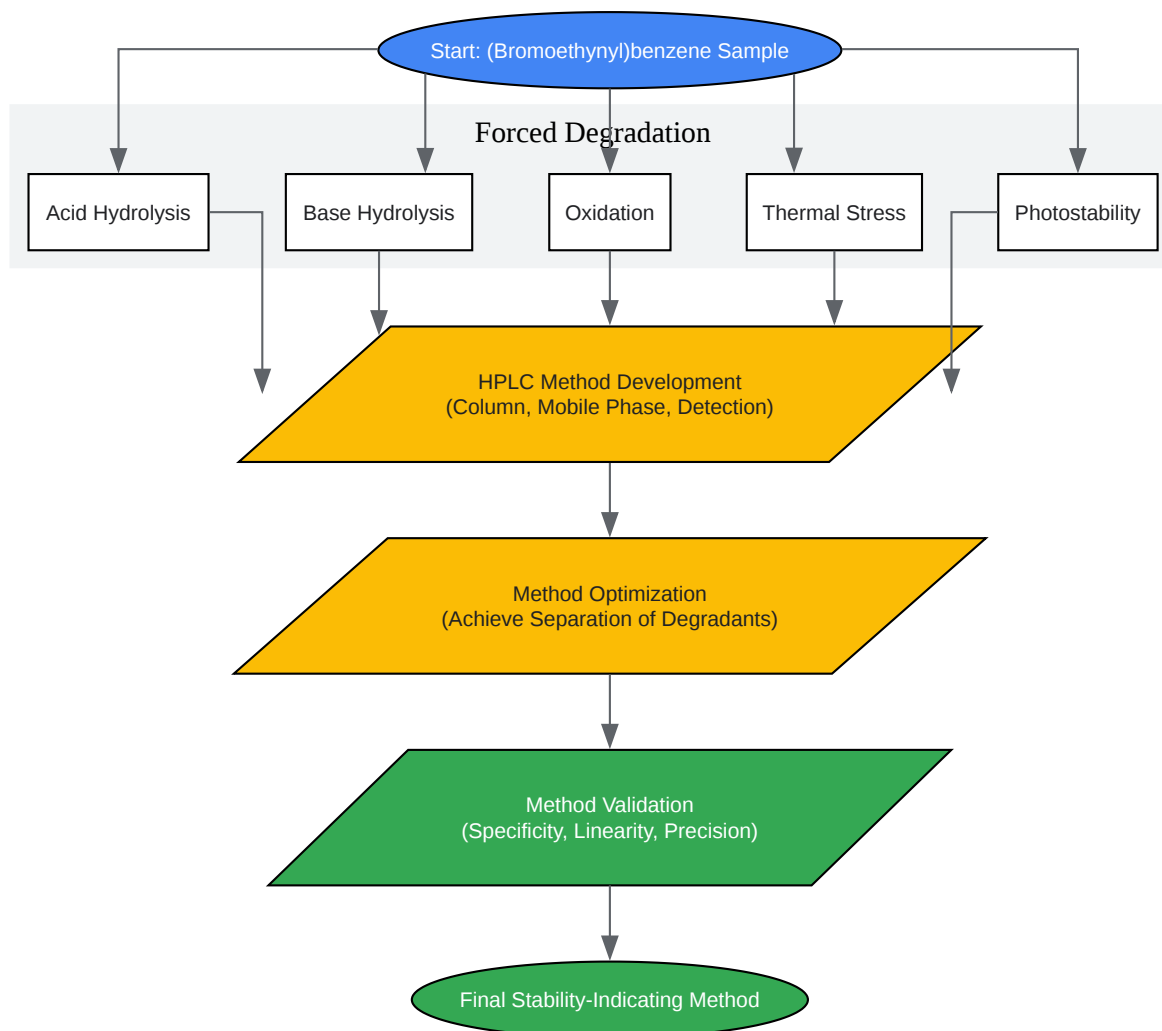 Start: (Bromoethynyl)benzene Sample
Forced Degradation
Acid Hydrolysis
Base Hydrolysis
Oxidation
Thermal Stress
Photostability
HPLC Method Development
(Column, Mobile Phase, Detection)
Method Optimization
(Achieve Separation of Degradants)
Method Validation
(Specificity, Linearity, Precision)
Final Stability-Indicating Method